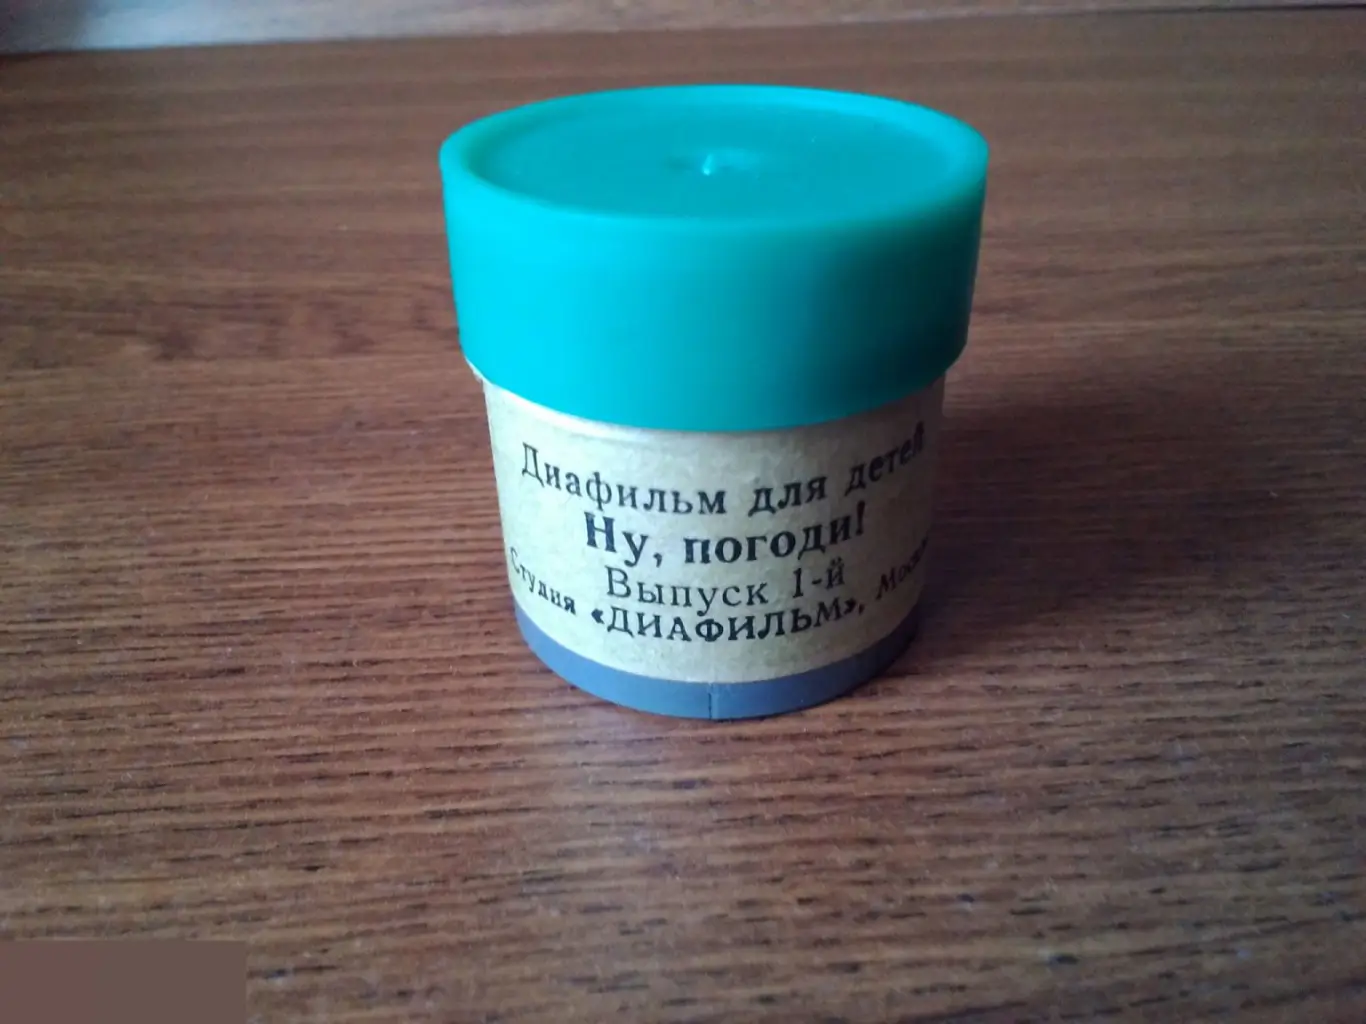 Диафильм для детей
Ну, погоди!
Выпуск 1-й
Студия «ДИАФИЛЬМ»,